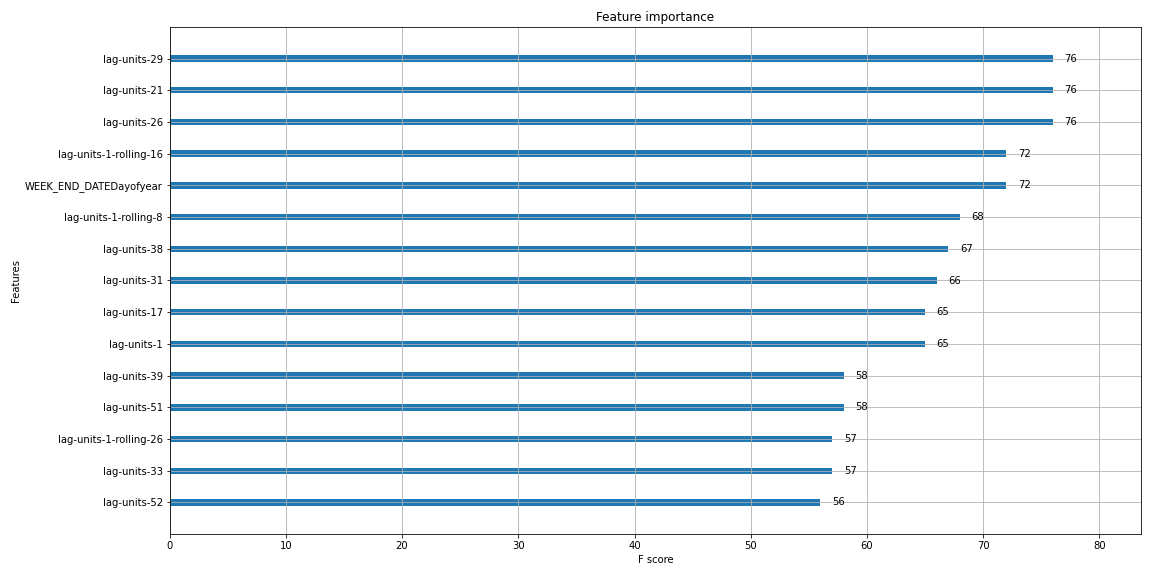 Feature importance
Features
lag-units-29 76
lag-units-21 76
lag-units-26 76
lag-units-1-rolling-16 72
WEEK_END_DATEDayofyear 72
lag-units-1-rolling-8 68
lag-units-38 67
lag-units-31 66
lag-units-17 65
lag-units-1 65
lag-units-39 58
lag-units-51 58
lag-units-1-rolling-26 57
lag-units-33 57
lag-units-52 56
0 10 20 30 40 50 60 70 80
F score